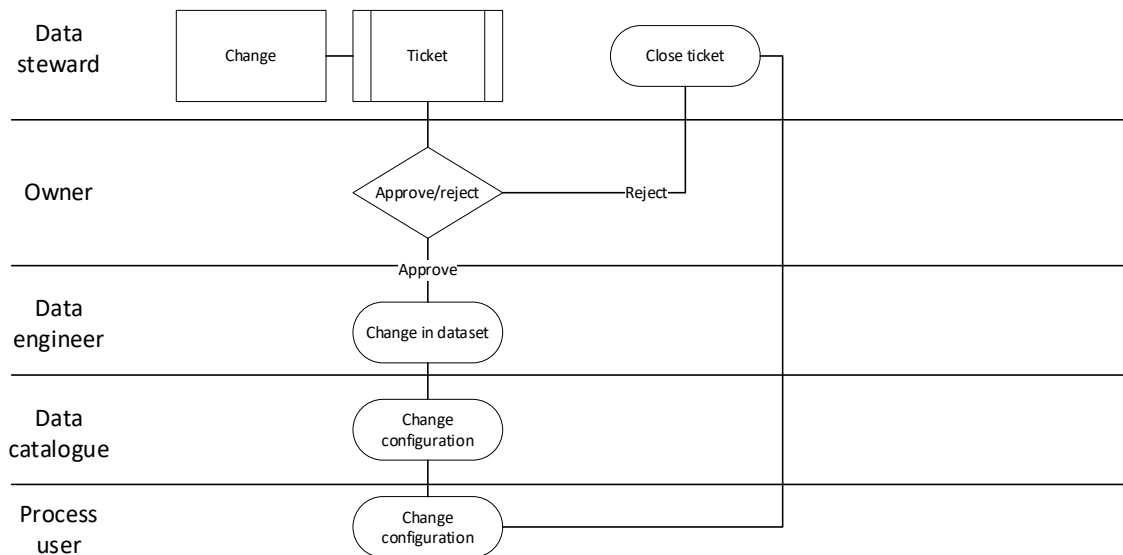 Data
steward
Change
Ticket
Close ticket
Owner
Approve/reject
Reject
Approve
Data
engineer
Change in dataset
Data
catalogue
Change
configuration
Process
user
Change
configuration